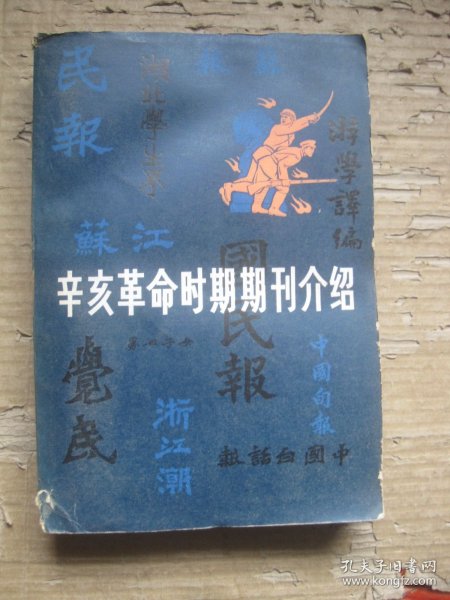 民報
湖北學生界
游學譯編
江蘇
辛亥革命时期期刊介绍
國民報
覺民
浙江潮
中國旬報
中國白話報
孔夫子旧书网
www.kongfz.com